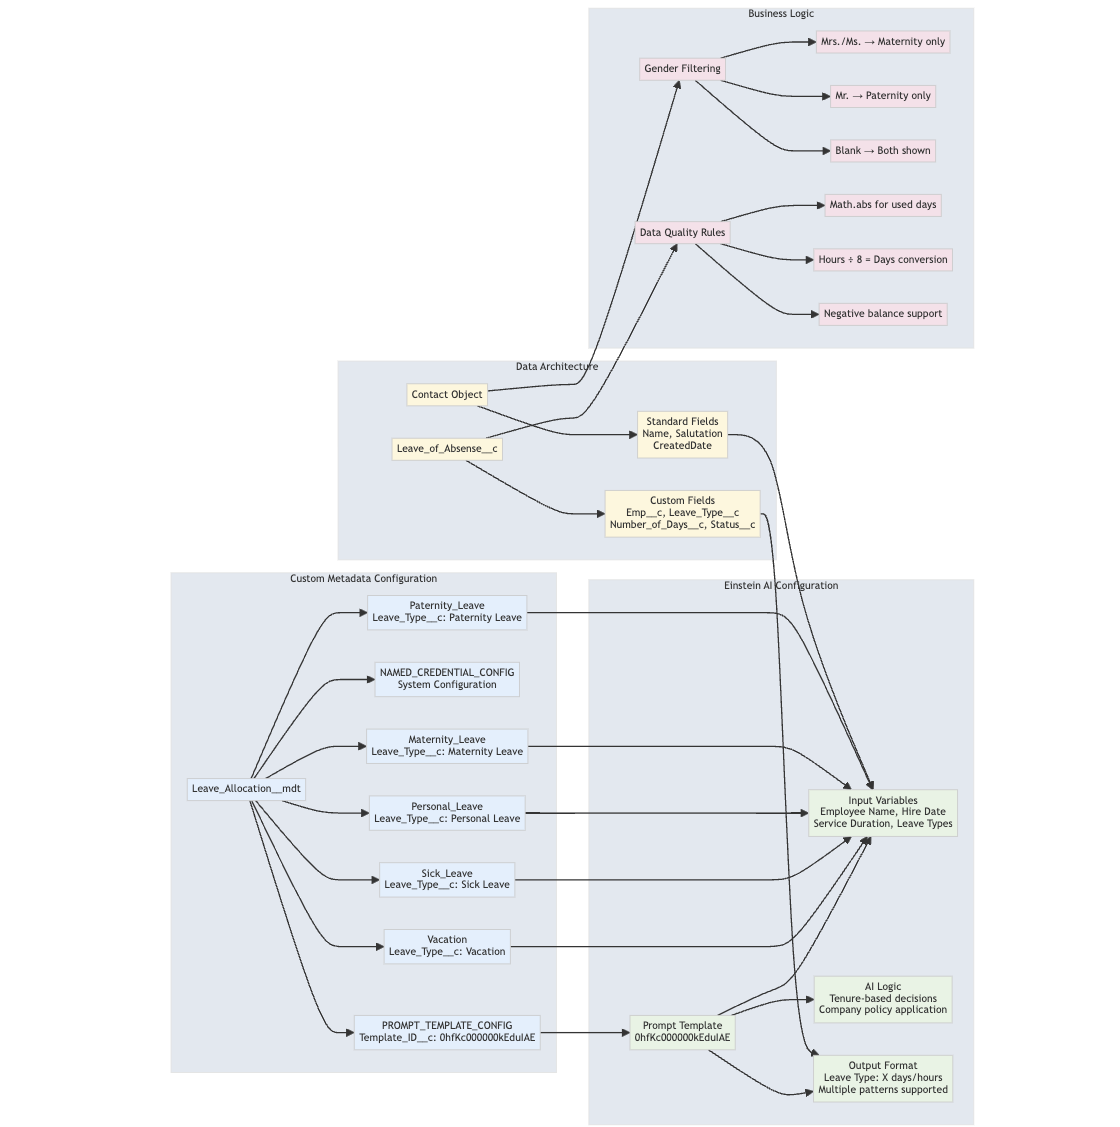 Business Logic
Mrs./Ms. → Maternity only
Gender Filtering
Mr. → Paternity only
Blank → Both shown
Math.abs for used days
Data Quality Rules
Hours ÷ 8 = Days conversion
Negative balance support
Data Architecture
Contact Object
Standard Fields
Name, Salutation
CreatedDate
Leave_of_Absense__c
Custom Fields
Emp__c, Leave_Type__c
Number_of_Days__c, Status__c
Custom Metadata Configuration
Paternity_Leave
Leave_Type__c: Paternity Leave
NAMED_CREDENTIAL_CONFIG
System Configuration
Maternity_Leave
Leave_Type__c: Maternity Leave
Leave_Allocation__mdt
Personal_Leave
Leave_Type__c: Personal Leave
Sick_Leave
Leave_Type__c: Sick Leave
Vacation
Leave_Type__c: Vacation
PROMPT_TEMPLATE_CONFIG
Template_ID__c: 0hfKc000000kEduIAE
Einstein AI Configuration
Input Variables
Employee Name, Hire Date
Service Duration, Leave Types
AI Logic
Tenure-based decisions
Company policy application
Prompt Template
0hfKc000000kEduIAE
Output Format
Leave Type: X days/hours
Multiple patterns supported